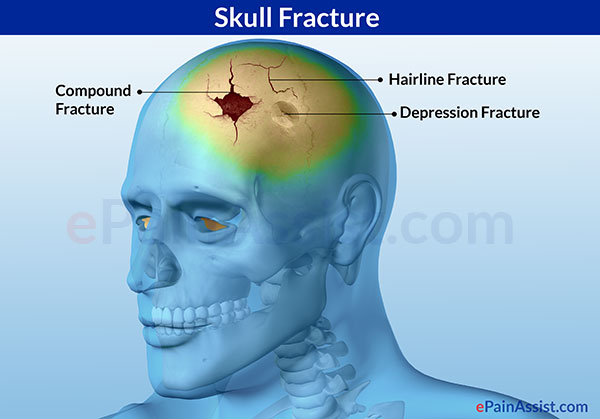 Skull Fracture
Compound
Fracture
Hairline Fracture
Depression Fracture
ePainAssist.com
ePainAssist.com